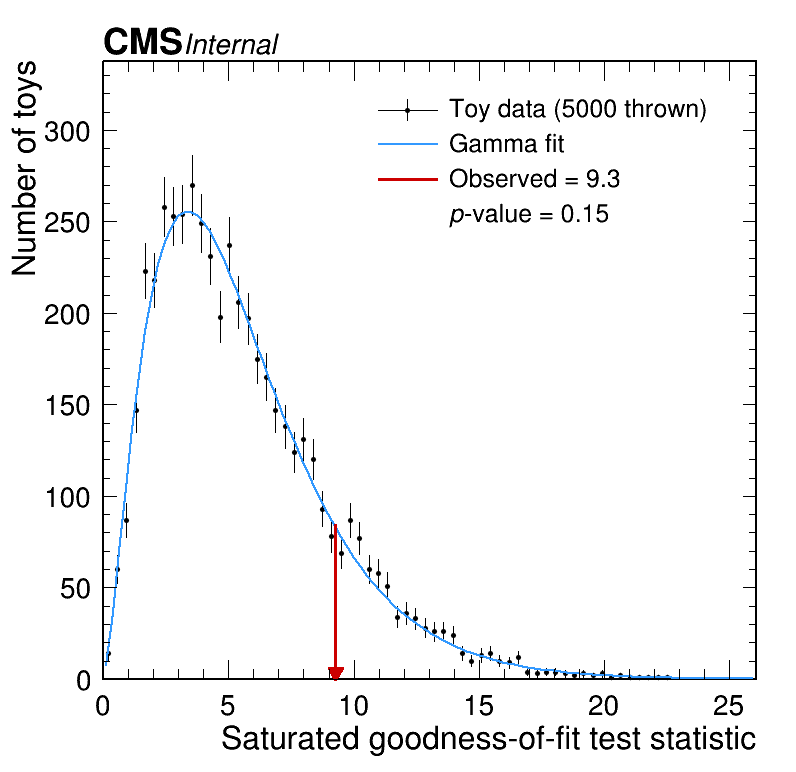 CMS Internal
Number of toys
Toy data (5000 thrown)
Gamma fit
Observed = 9.3
p-value = 0.15
300
250
200
150
100
50
0
0 5 10 15 20 25
Saturated goodness-of-fit test statistic